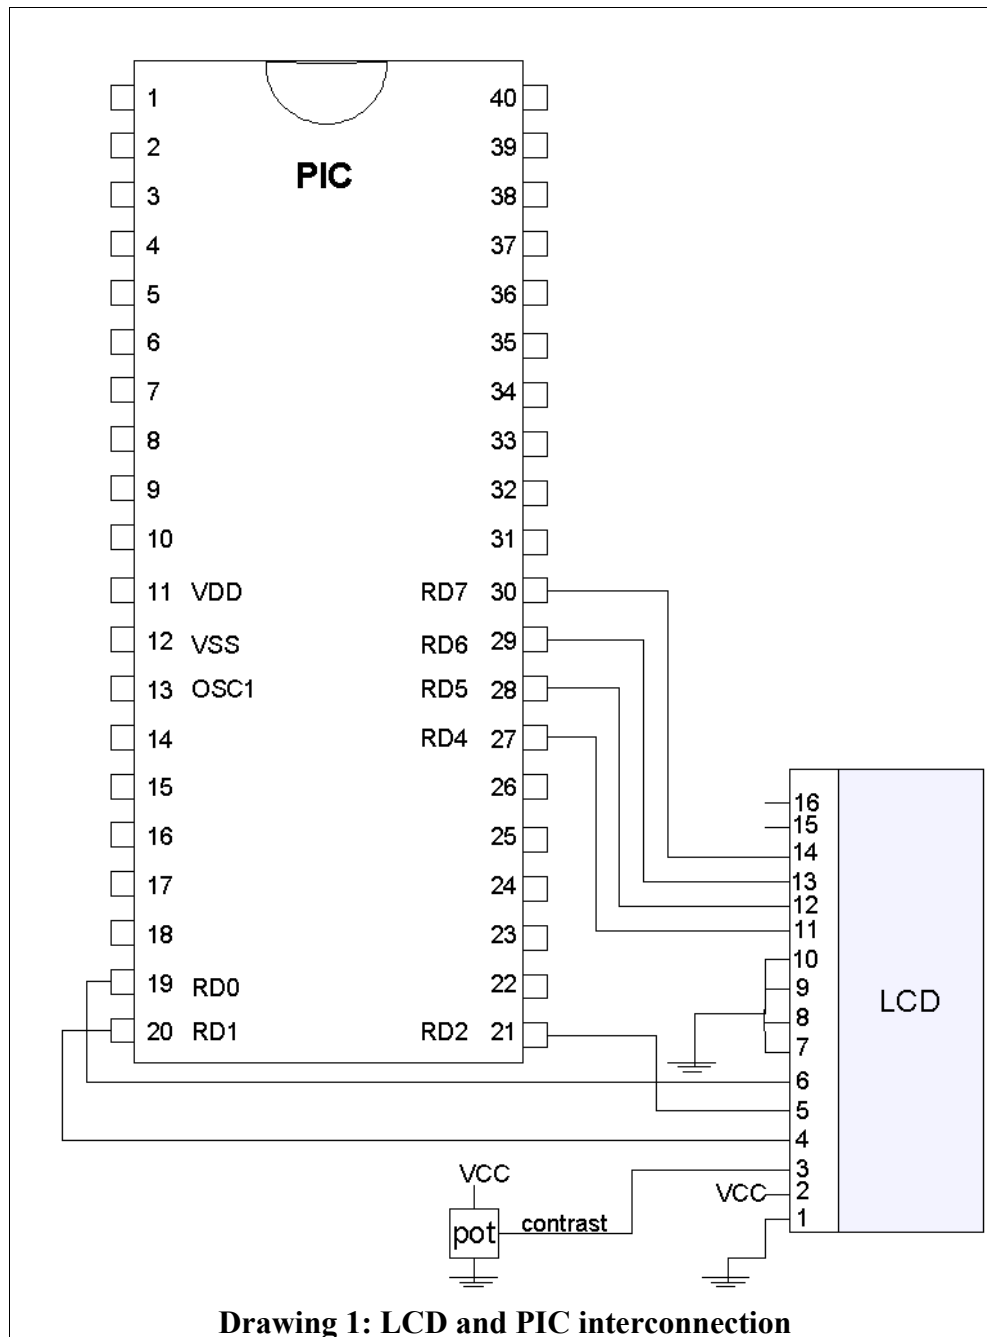 1 40
2 39
PIC
3 38
4 37
5 36
6 35
7 34
8 33
9 32
10 31
11 VDD RD7 30
12 VSS RD6 29
13 OSC1 RD5 28
14 RD4 27
15 26
16 25
17 24
18 23
19 RD0 22
20 RD1 RD2 21
16
15
14
13
12
11
10
9
8
7
6
5
4
3
2
1
LCD
VCC
VCC
pot contrast
Drawing 1: LCD and PIC interconnection